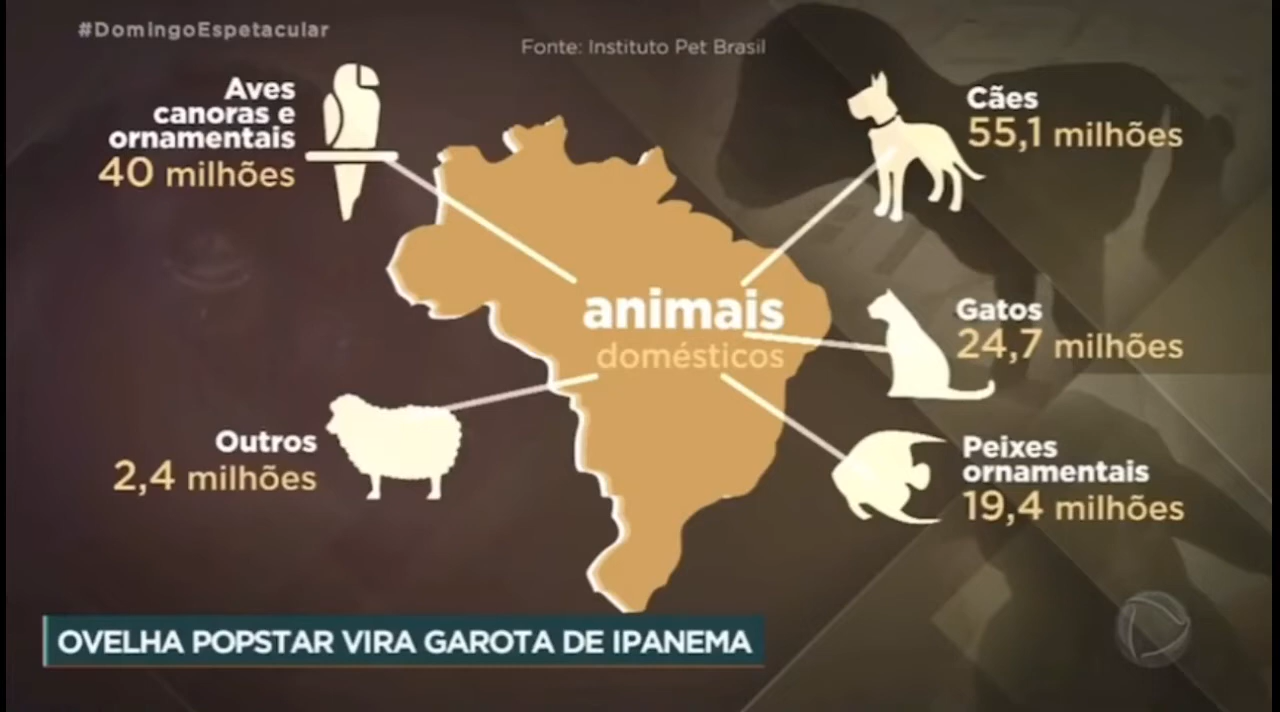 #DomingoEspetacular
Fonte: Instituto Pet Brasil
Aves
canoras e
ornamentais
40 milhões
Cães
55,1 milhões
animais
domésticos
Gatos
24,7 milhões
Outros
2,4 milhões
Peixes
ornamentais
19,4 milhões
OVELHA POPSTAR VIRA GAROTA DE IPANEMA